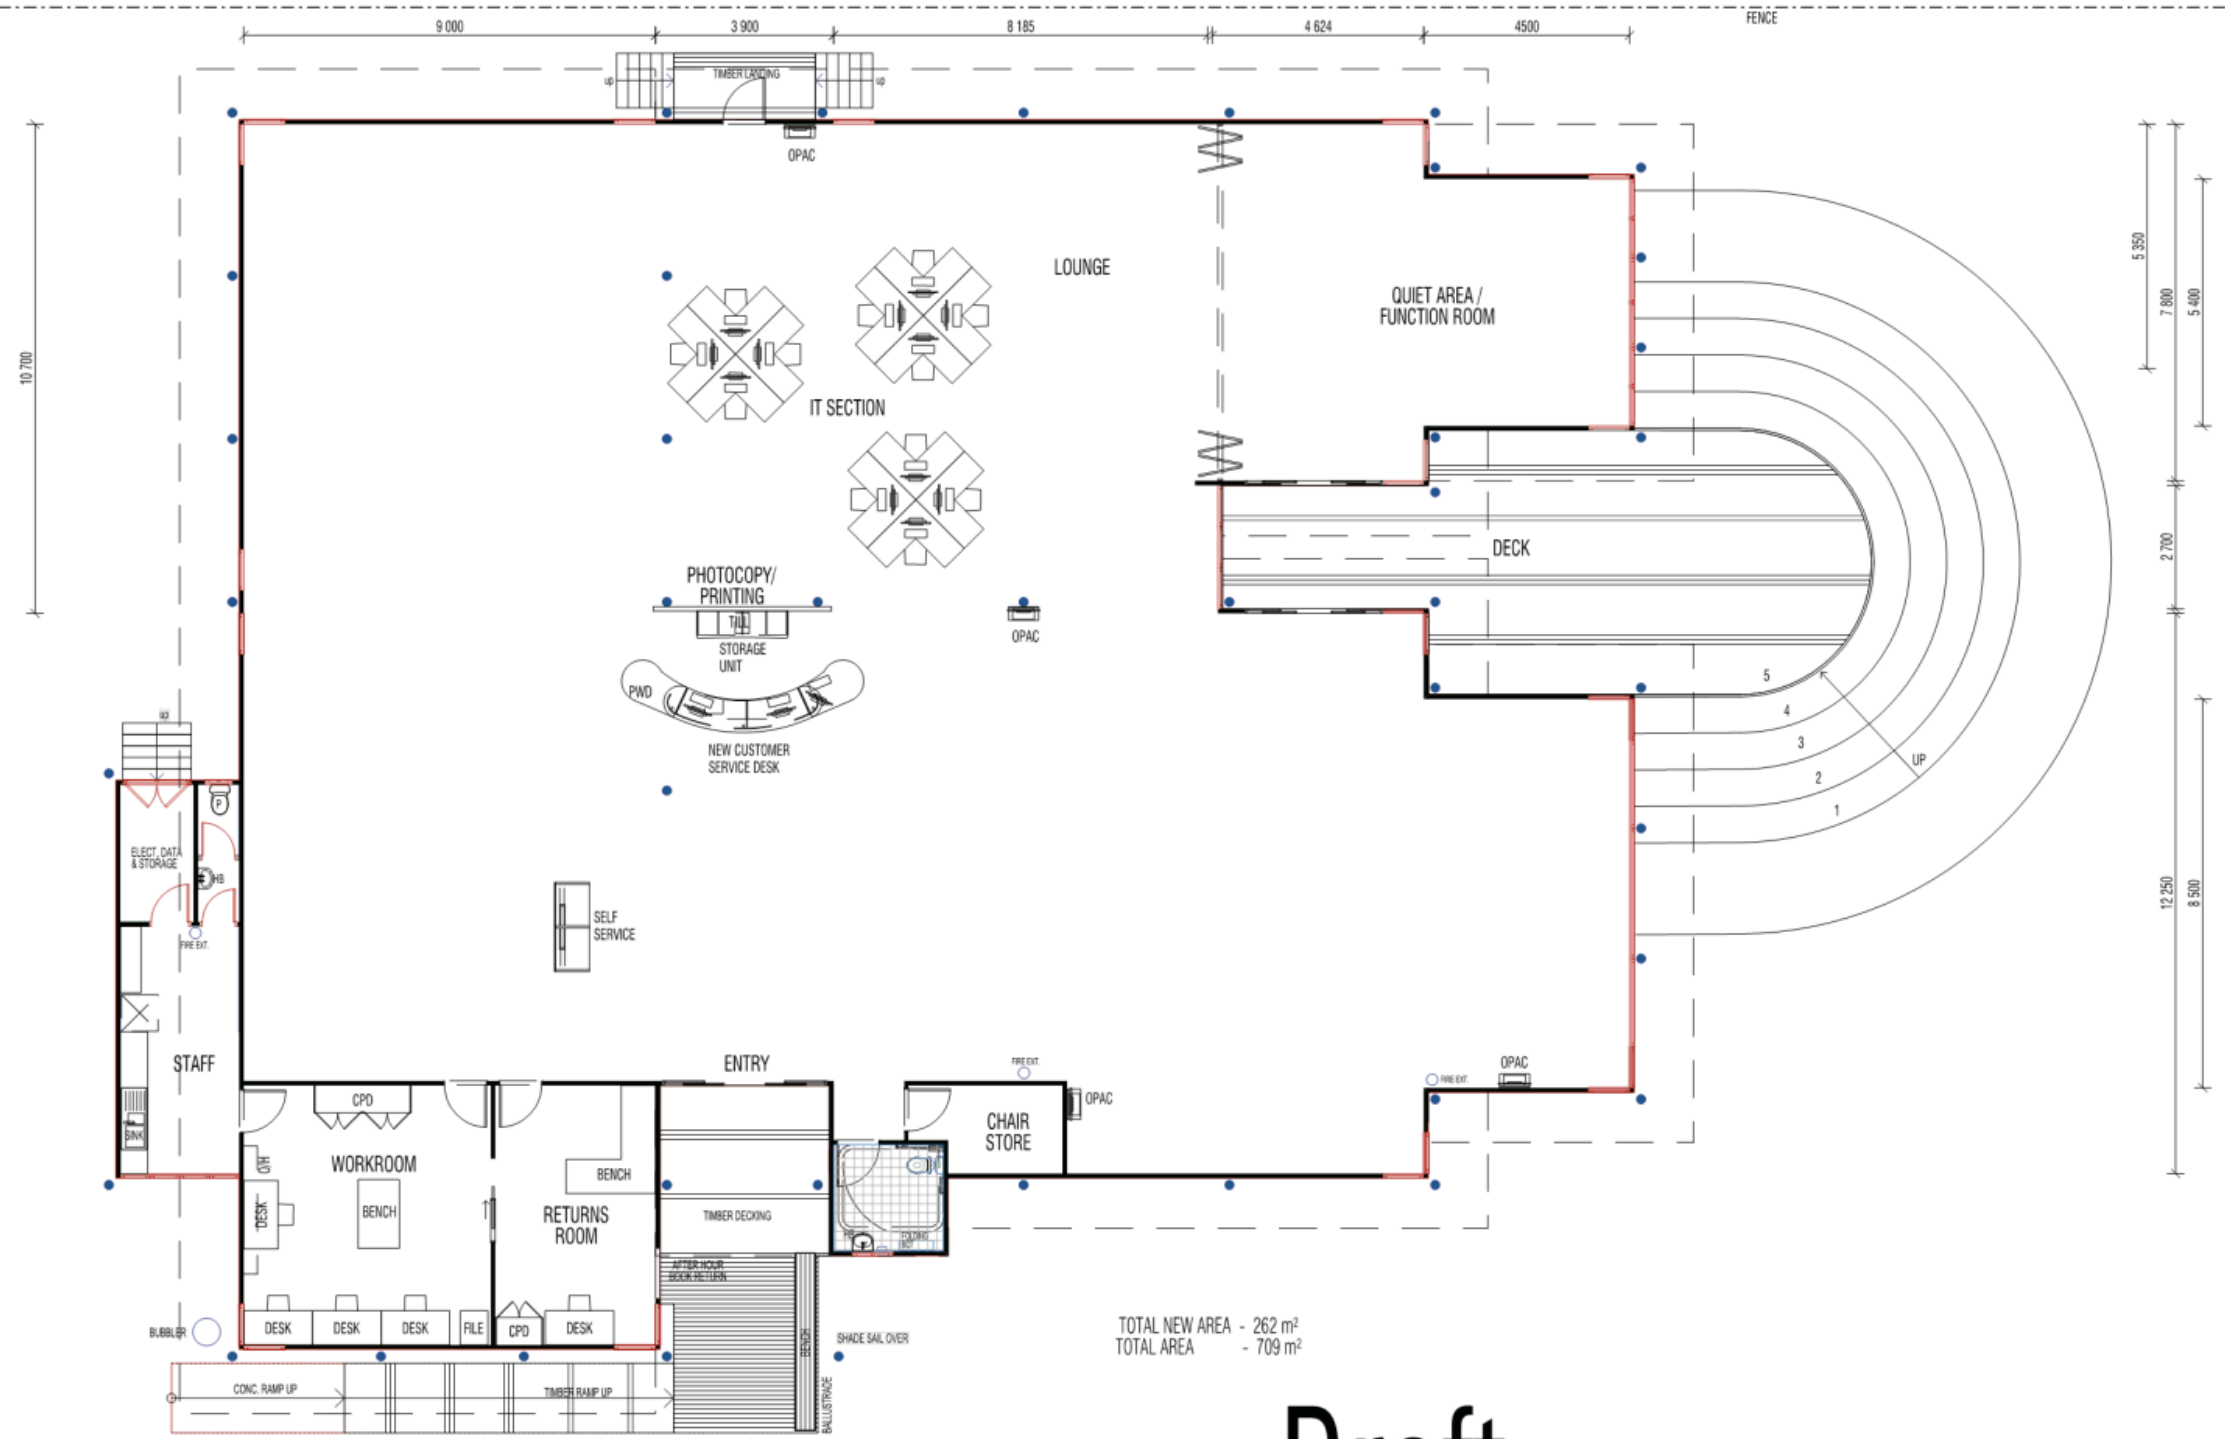 FENCE
9 000
3 900
8 185
4 624
4500
up
TIMBER LANDING
up
OPAC
10 700
5 350
7 800
5 400
2 700
12 250
8 500
LOUNGE
QUIET AREA /
FUNCTION ROOM
IT SECTION
DECK
PHOTOCOPY/
PRINTING
TILL
STORAGE
UNIT
OPAC
PWD
NEW CUSTOMER
SERVICE DESK
5
4
3
2
1
UP
up
P
ELECT, DATA
& STORAGE
HB
FIRE EXT.
SELF
SERVICE
STAFF
SINK
ENTRY
FIRE EXT.
OPAC
FIRE EXT.
CPD
OPAC
CHAIR
STORE
O/H
WORKROOM
BENCH
DESK
BENCH
RETURNS
ROOM
TIMBER DECKING
HB
FOLDING
AFTER HOUR
BOOK RETURN
BUBBLER
DESK
DESK
DESK
FILE
CPD
DESK
BENCH
SHADE SAIL OVER
CONC. RAMP UP
TIMBER RAMP UP
BALLUSTRADE
TOTAL NEW AREA - 262 m²
TOTAL AREA - 709 m²
Draft